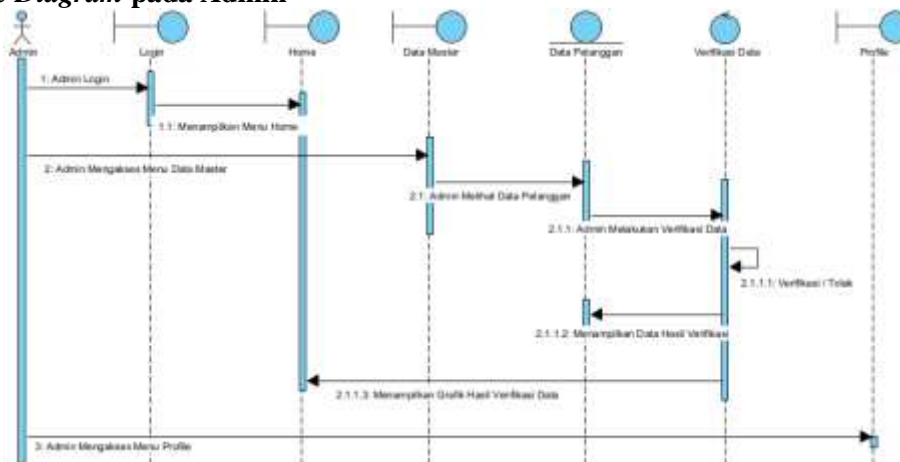 Diagram pada Admin
Admin
Login
Home
Data Master
Data Pelanggan
Verifikasi Data
Profile
1: Admin Login
1.1: Menampilkan Menu Home
2: Admin Mengakses Menu Data Master
2.1: Admin Melihat Data Pelanggan
2.1.1: Admin Melakukan Verifikasi Data
2.1.1.1: Verifikasi / Tolak
2.1.1.2: Menampilkan Data Hasil Verifikasi
2.1.1.3: Menampilkan Grafik Hasil Verifikasi Data
3: Admin Mengakses Menu Profile